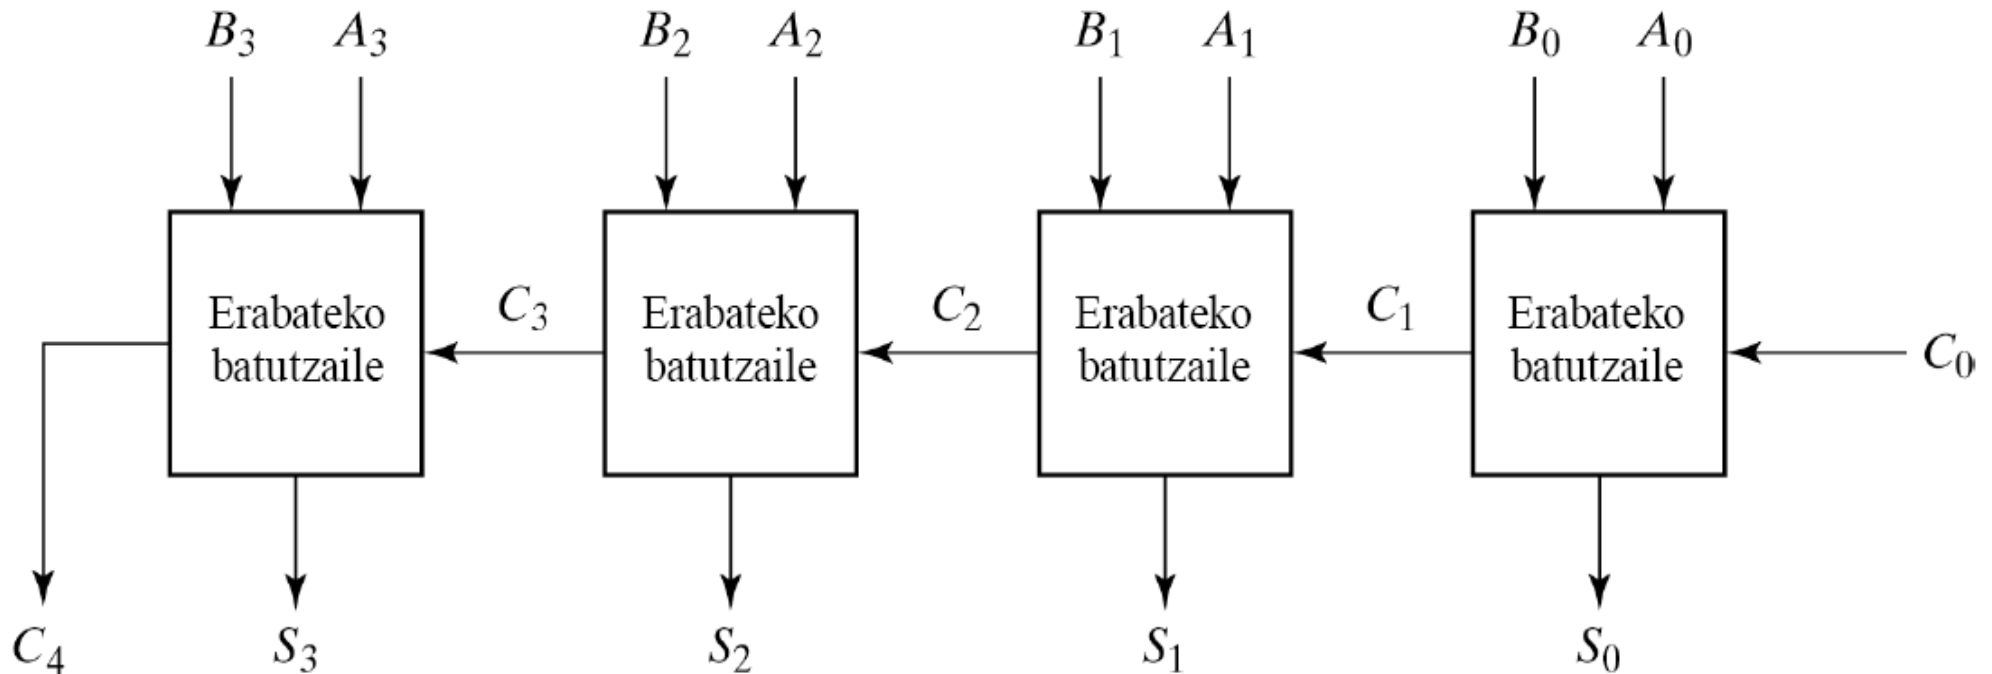 B₃ A₃ B₂ A₂ B₁ A₁ B₀ A₀
Erabateko batutzaile
C₃
Erabateko batutzaile
C₂
Erabateko batutzaile
C₁
Erabateko batutzaile
C₀
C₄ S₃ S₂ S₁ S₀